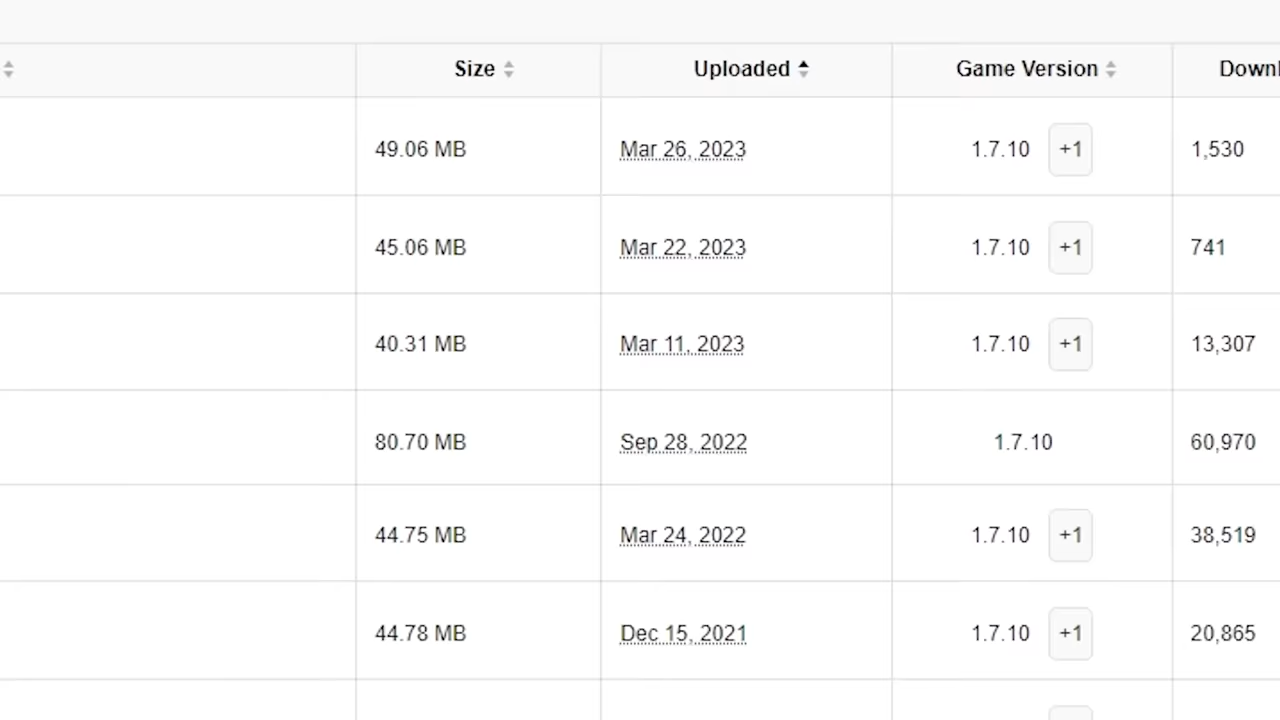 Size Uploaded Game Version Downl
49.06 MB Mar 26, 2023 1.7.10 +1 1,530
45.06 MB Mar 22, 2023 1.7.10 +1 741
40.31 MB Mar 11, 2023 1.7.10 +1 13,307
80.70 MB Sep 28, 2022 1.7.10 60,970
44.75 MB Mar 24, 2022 1.7.10 +1 38,519
44.78 MB Dec 15, 2021 1.7.10 +1 20,865